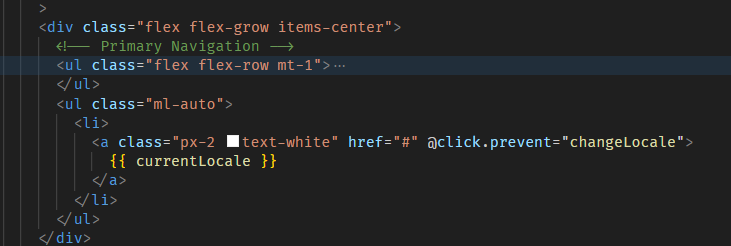 >
<div class="flex flex-grow items-center">
<!-- Primary Navigation -->
<ul class="flex flex-row mt-1">…
</ul>
<ul class="ml-auto">
<li>
<a class="px-2 text-white" href="#" @click.prevent="changeLocale">
{{ currentLocale }}
</a>
</li>
</ul>
</div>